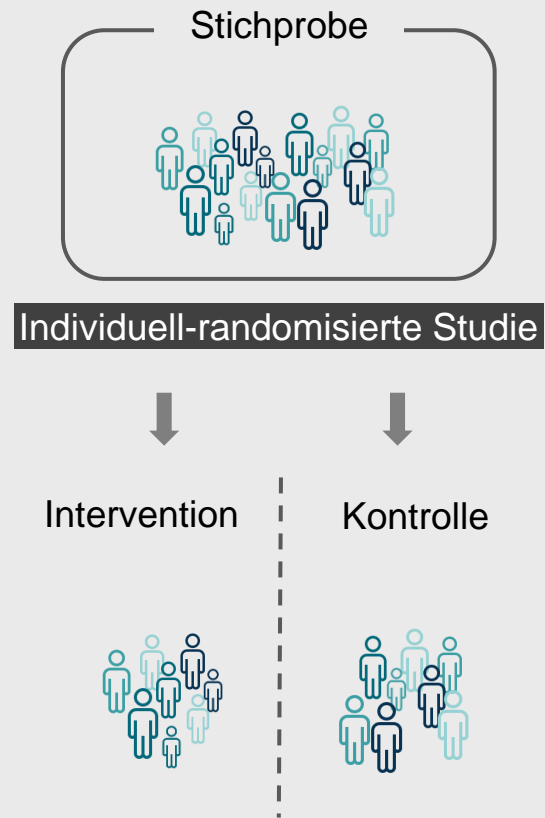 Stichprobe
Individuell-randomisierte Studie
Intervention
Kontrolle